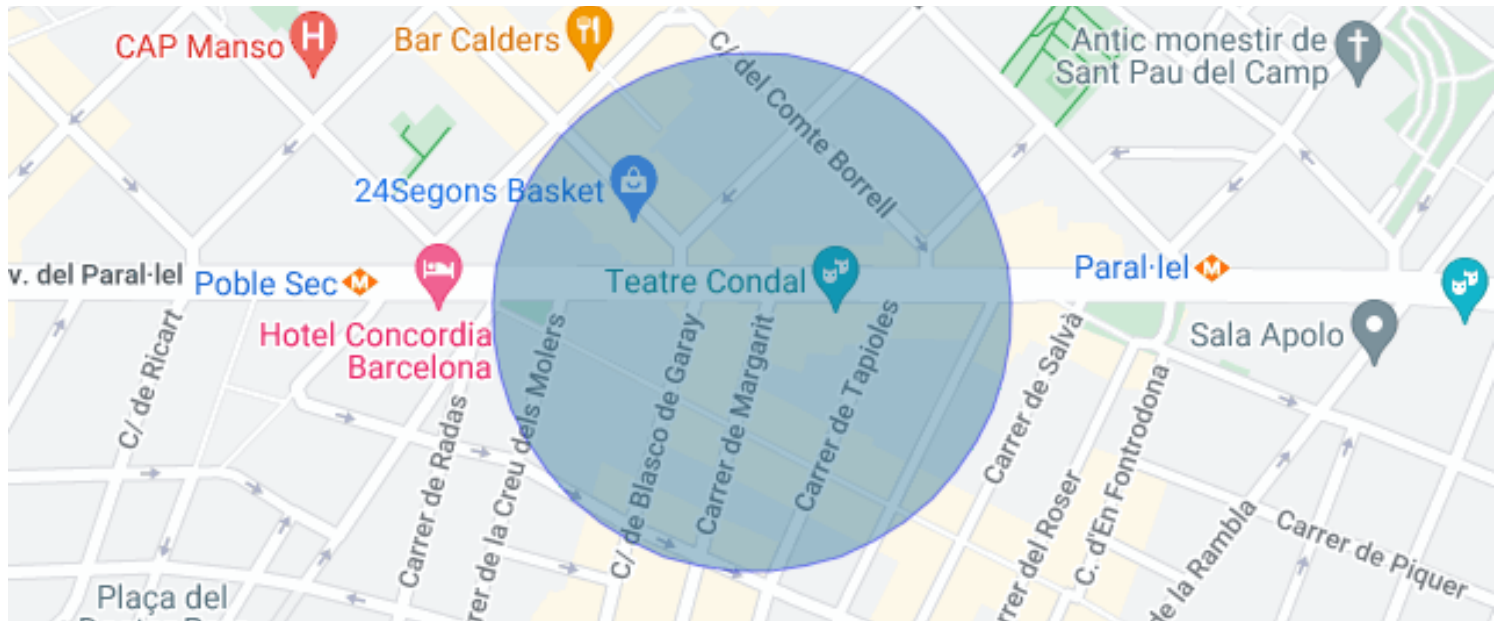 CAP Manso
Bar Calders
C/ del Comte Borrell
Antic monestir de
Sant Pau del Camp
24Segons Basket
v. del Paral·lel
Poble Sec
Teatre Condal
Paral·lel
Hotel Concordia
Barcelona
Sala Apolo
C/ de Ricart
Carrer de Radas
rrer de la Creu dels Molers
C/ de Blasco de Garay
Carrer de Margarit
Carrer de Tapioles
Carrer de Salvà
rrer del Roser
C. d'En Fontrodona
de la Rambla
Carrer de Piquer
Plaça del